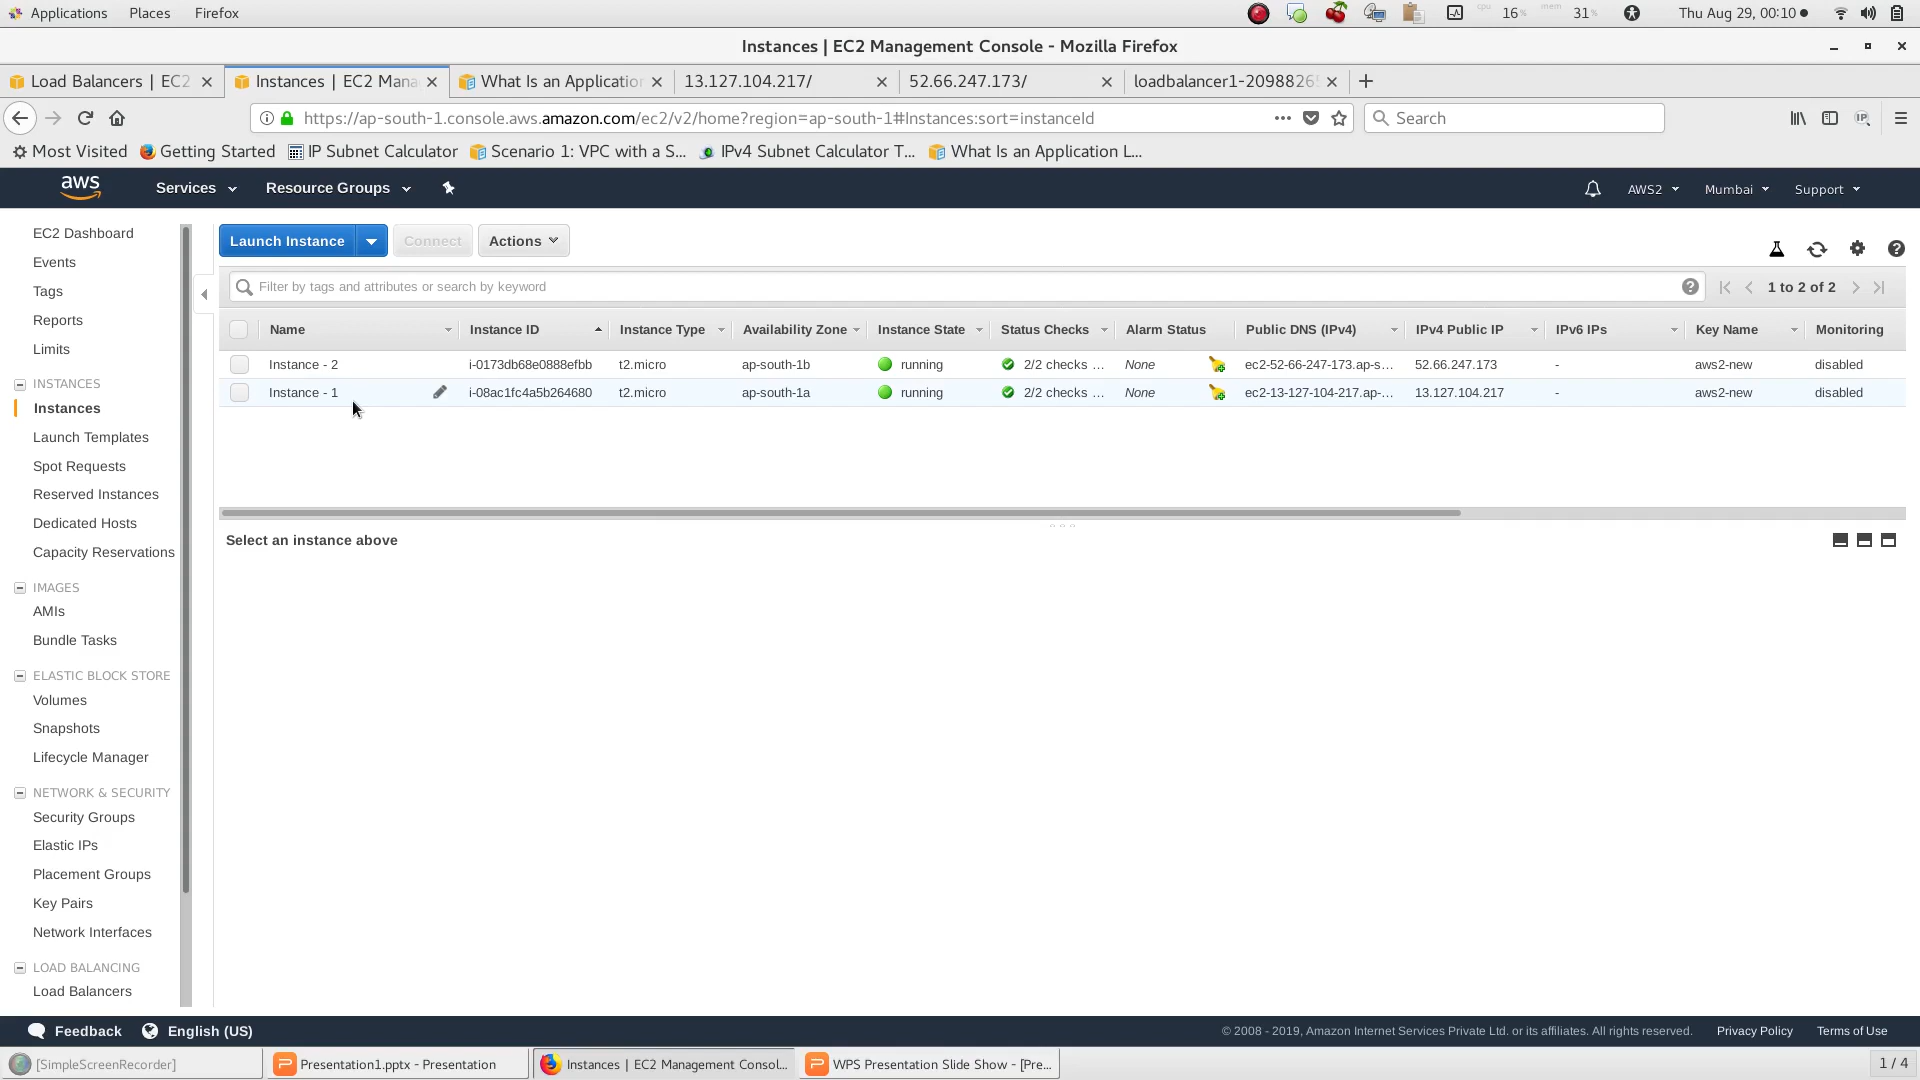 Applications Places Firefox cpu 16% mem 31% Thu Aug 29, 00:10
Instances | EC2 Management Console - Mozilla Firefox
Load Balancers | EC2 Instances | EC2 Mana What Is an Application 13.127.104.217/ 52.66.247.173/ loadbalancer1-2098826
https://ap-south-1.console.aws.amazon.com/ec2/v2/home?region=ap-south-1#Instances:sort=instanceId Search
Most Visited Getting Started IP Subnet Calculator Scenario 1: VPC with a S... IPv4 Subnet Calculator T... What Is an Application L...
aws Services Resource Groups AWS2 Mumbai Support
EC2 Dashboard
Events
Tags
Reports
Limits
INSTANCES
Instances
Launch Templates
Spot Requests
Reserved Instances
Dedicated Hosts
Capacity Reservations
IMAGES
AMIs
Bundle Tasks
ELASTIC BLOCK STORE
Volumes
Snapshots
Lifecycle Manager
NETWORK & SECURITY
Security Groups
Elastic IPs
Placement Groups
Key Pairs
Network Interfaces
LOAD BALANCING
Load Balancers
Launch Instance Connect Actions
Filter by tags and attributes or search by keyword 1 to 2 of 2
Name Instance ID Instance Type Availability Zone Instance State Status Checks Alarm Status Public DNS (IPv4) IPv4 Public IP IPv6 IPs Key Name Monitoring
Instance - 2 i-0173db68e0888efbb t2.micro ap-south-1b running 2/2 checks ... None ec2-52-66-247-173.ap-s... 52.66.247.173 - aws2-new disabled
Instance - 1 i-08ac1fc4a5b264680 t2.micro ap-south-1a running 2/2 checks ... None ec2-13-127-104-217.ap-... 13.127.104.217 - aws2-new disabled
Select an instance above
Feedback English (US) © 2008 - 2019, Amazon Internet Services Private Ltd. or its affiliates. All rights reserved. Privacy Policy Terms of Use
[SimpleScreenRecorder] Presentation1.pptx - Presentation Instances | EC2 Management Consol... WPS Presentation Slide Show - [Pre... 1 / 4